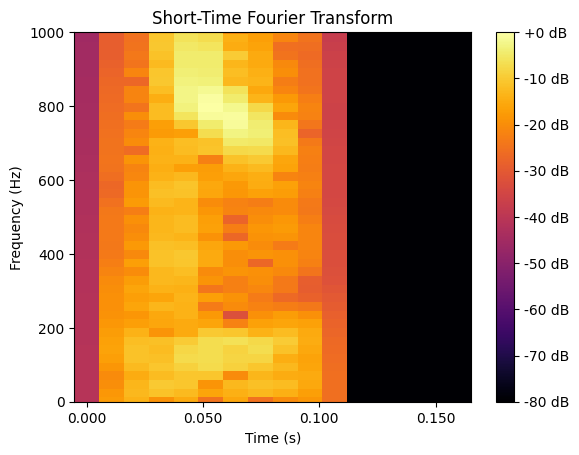 Short-Time Fourier Transform
1000
800
600
400
200
0
Frequency (Hz)
0.000
0.050
0.100
0.150
Time (s)
+0 dB
-10 dB
-20 dB
-30 dB
-40 dB
-50 dB
-60 dB
-70 dB
-80 dB